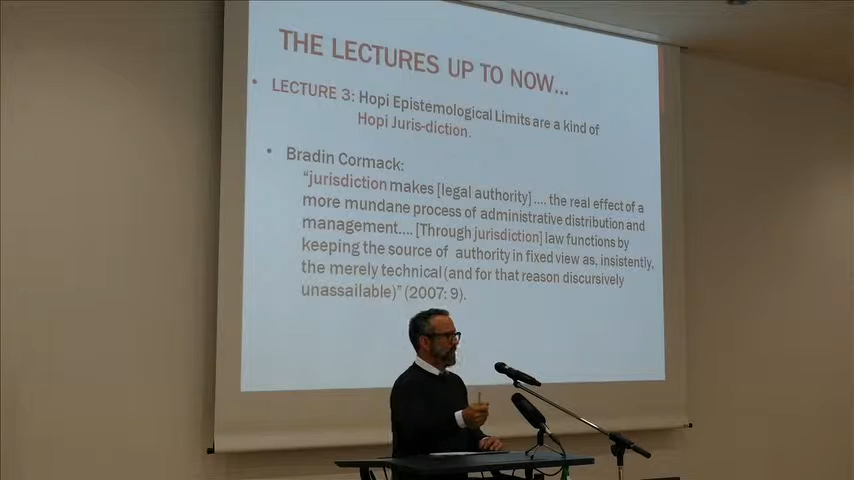 THE LECTURES UP TO NOW...
• LECTURE 3: Hopi Epistemological Limits are a kind of
Hopi Juris-diction.
• Bradin Cormack:
“jurisdiction makes [legal authority]…. the real effect of a
more mundane process of administrative distribution and
management.... [Through jurisdiction] law functions by
keeping the source of authority in fixed view as, insistently,
the merely technical (and for that reason discursively
unassailable)” (2007: 9).